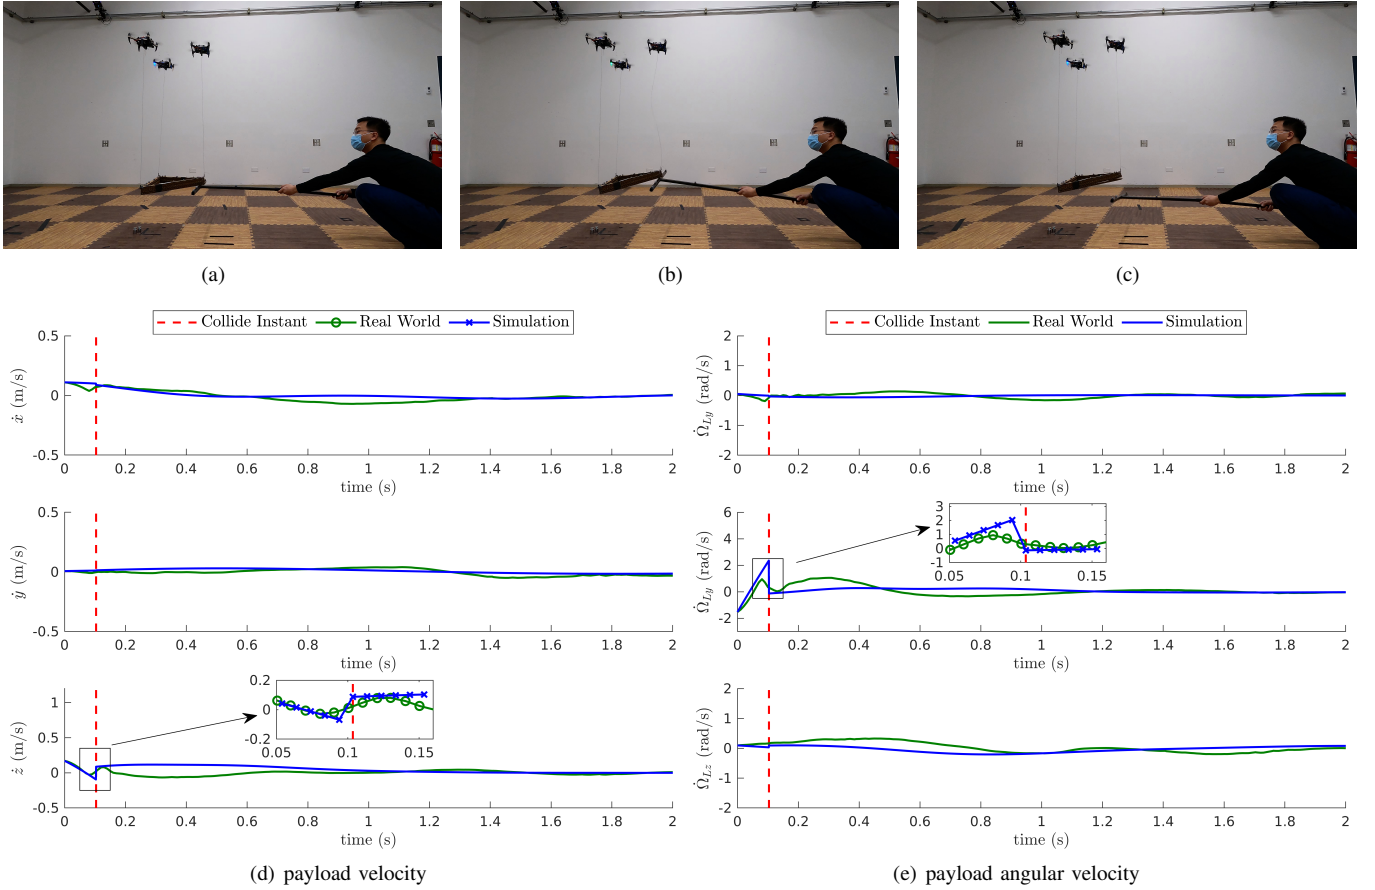 (a)
(b)
(c)
Collide Instant Real World Simulation
0.5
0
-0.5
ẋ (m/s)
0 0.2 0.4 0.6 0.8 1 1.2 1.4 1.6 1.8 2
time (s)
0.5
0
-0.5
ẏ (m/s)
0 0.2 0.4 0.6 0.8 1 1.2 1.4 1.6 1.8 2
time (s)
1
0.5
0
-0.5
ż (m/s)
0.2
0
-0.2
0.05 0.1 0.15
0 0.2 0.4 0.6 0.8 1 1.2 1.4 1.6 1.8 2
time (s)
(d) payload velocity
Collide Instant Real World Simulation
2
1
0
-1
-2
Ω̇Ly (rad/s)
0 0.2 0.4 0.6 0.8 1 1.2 1.4 1.6 1.8 2
time (s)
6
4
2
0
-2
Ω̇Ly (rad/s)
3
2
1
0
-1
0.05 0.1 0.15
0 0.2 0.4 0.6 0.8 1 1.2 1.4 1.6 1.8 2
time (s)
2
1
0
-1
-2
Ω̇Lz (rad/s)
0 0.2 0.4 0.6 0.8 1 1.2 1.4 1.6 1.8 2
time (s)
(e) payload angular velocity